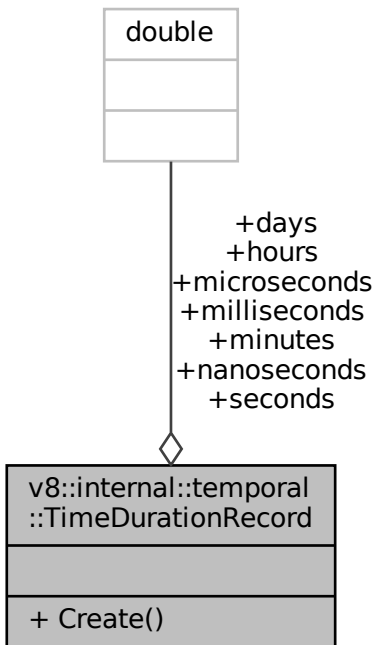 double
+days
+hours
+microseconds
+milliseconds
+minutes
+nanoseconds
+seconds
v8::internal::temporal
::TimeDurationRecord
+ Create()